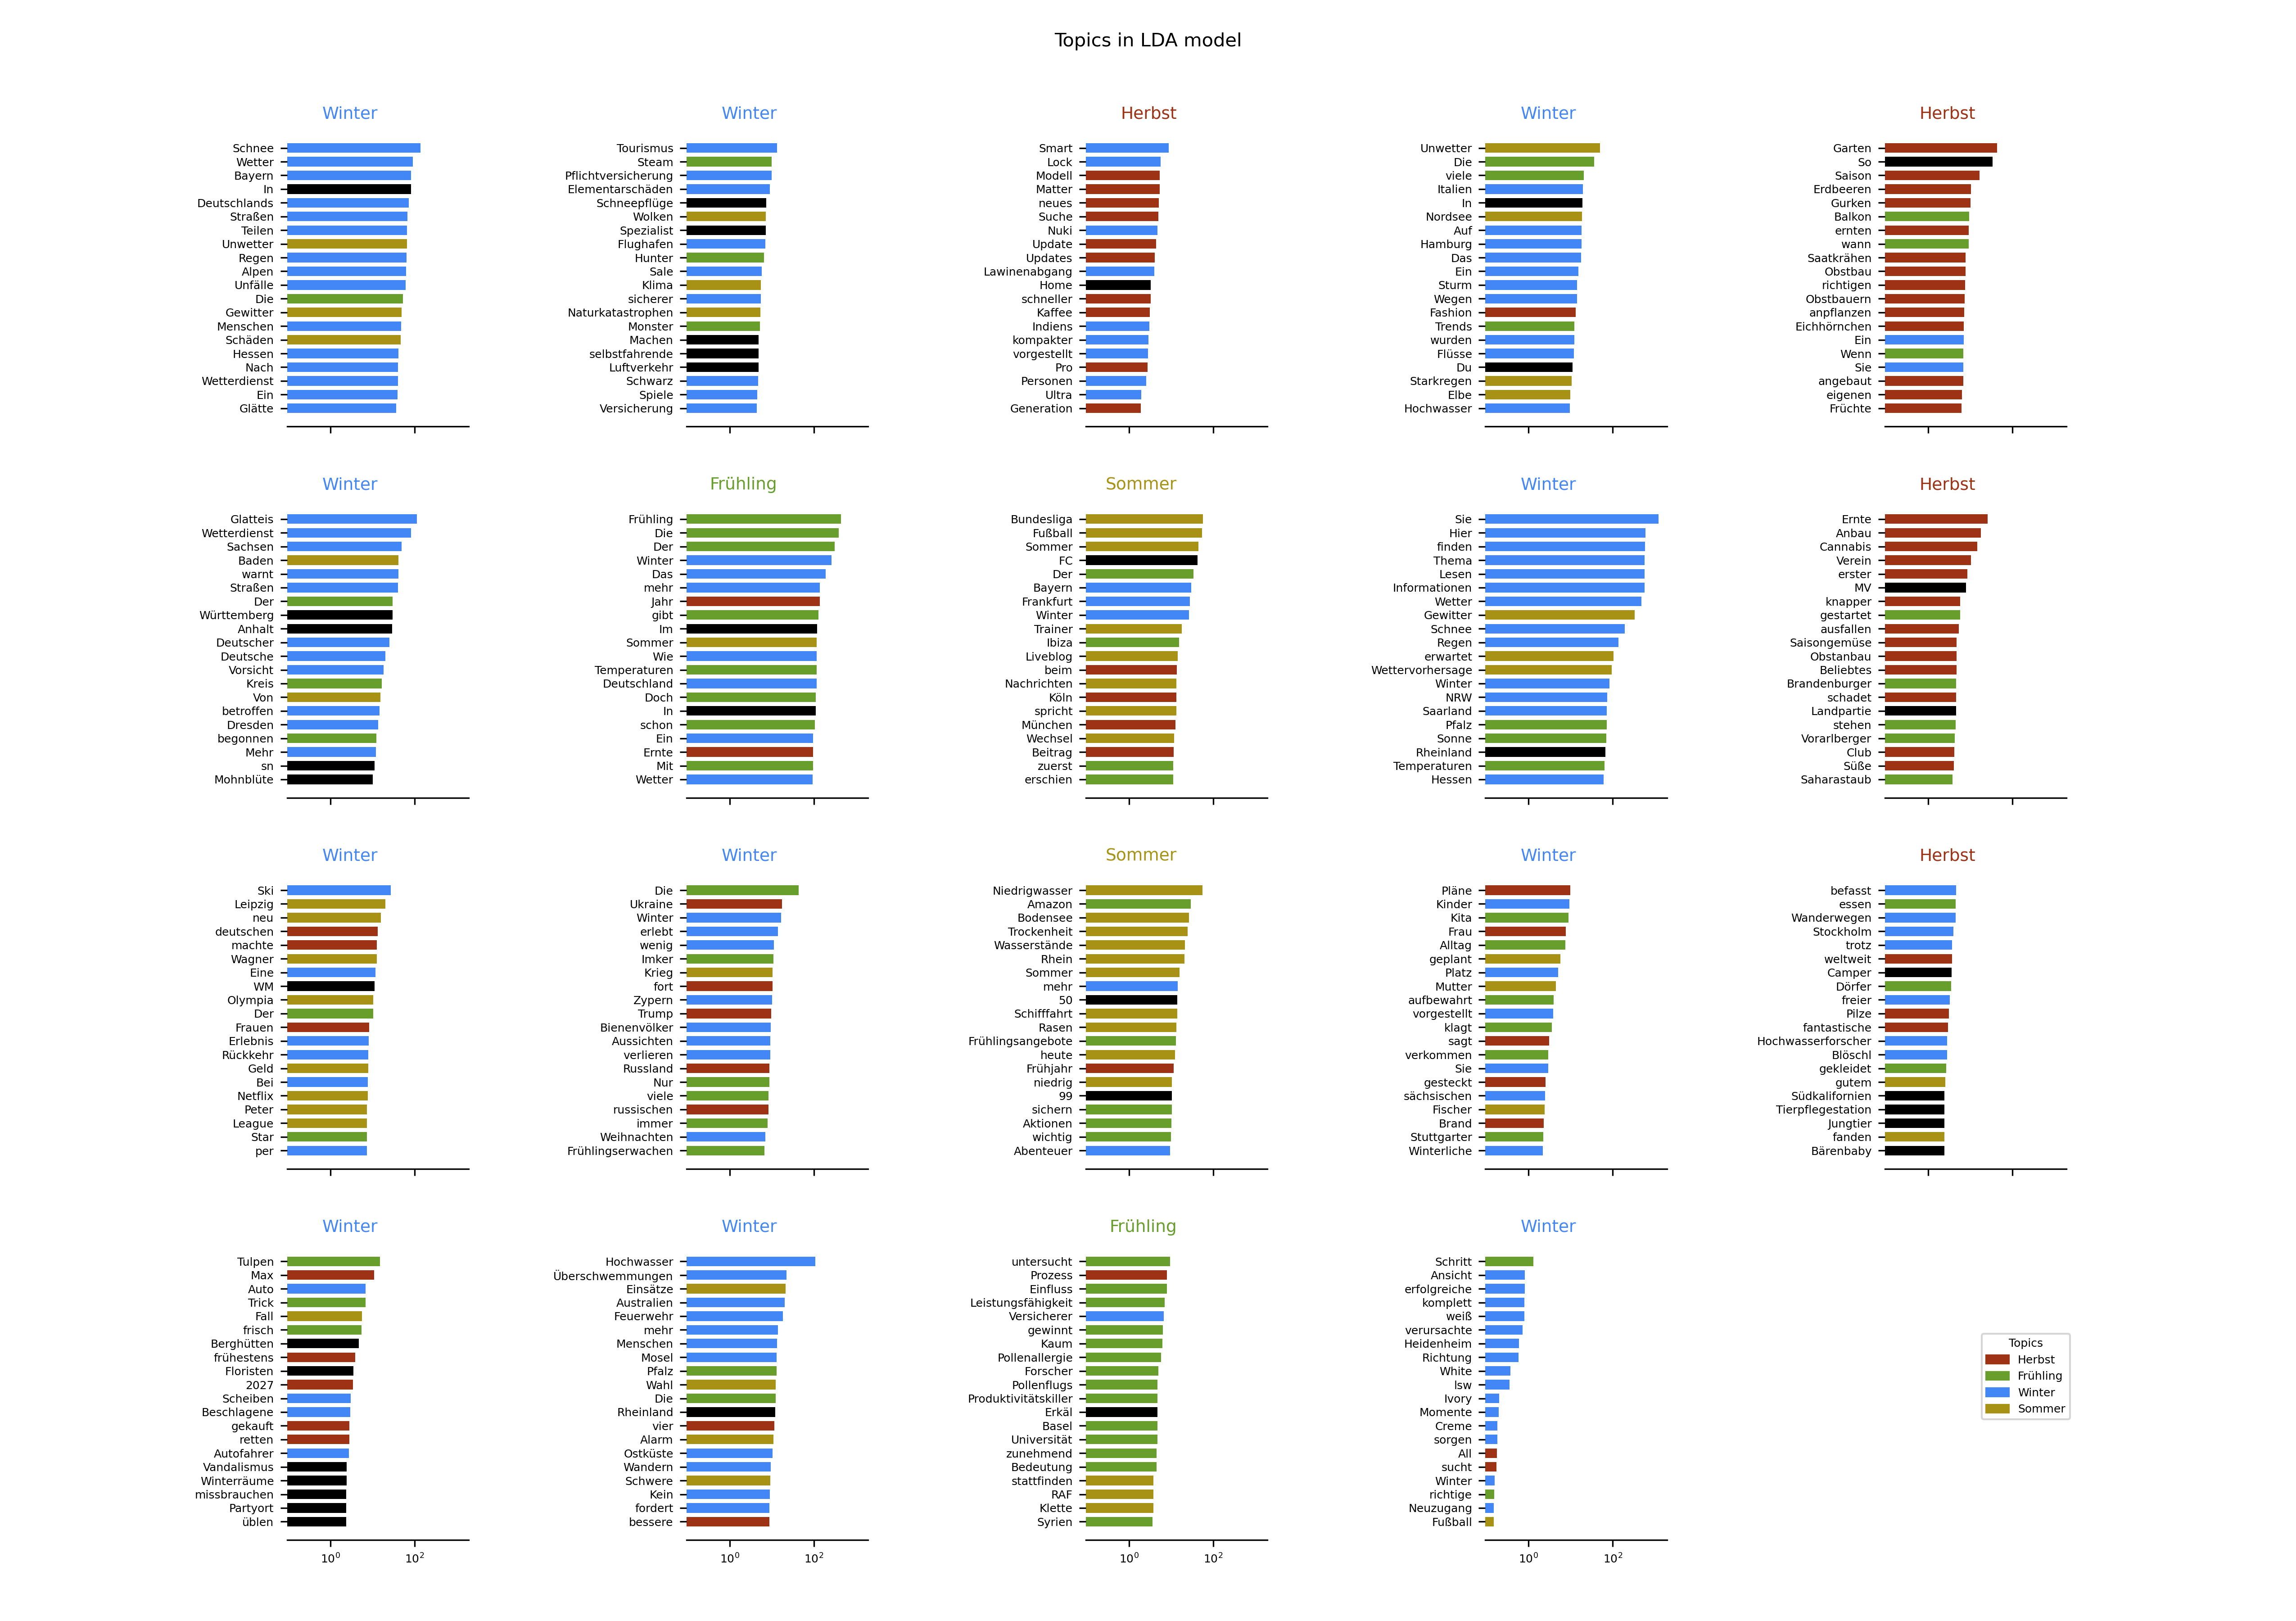 Topics in LDA model
Winter
Schnee
Wetter
Bayern
In
Deutschlands
Straßen
Teilen
Unwetter
Regen
Alpen
Unfälle
Die
Gewitter
Menschen
Schäden
Hessen
Nach
Wetterdienst
Ein
Glätte
Winter
Tourismus
Steam
Pflichtversicherung
Elementarschäden
Schneepflüge
Wolken
Spezialist
Flughafen
Hunter
Sale
Klima
sicherer
Naturkatastrophen
Monster
Machen
selbstfahrende
Luftverkehr
Schwarz
Spiele
Versicherung
Herbst
Smart
Lock
Modell
Matter
neues
Suche
Nuki
Update
Updates
Lawinenabgang
Home
schneller
Kaffee
Indiens
kompakter
vorgestellt
Pro
Personen
Ultra
Generation
Winter
Unwetter
Die
viele
Italien
In
Nordsee
Auf
Hamburg
Das
Ein
Sturm
Wegen
Fashion
Trends
wurden
Flüsse
Du
Starkregen
Elbe
Hochwasser
Herbst
Garten
So
Saison
Erdbeeren
Gurken
Balkon
ernten
wann
Saatkrähen
Obstbau
richtigen
Obstbauern
anpflanzen
Eichhörnchen
Ein
Wenn
Sie
angebaut
eigenen
Früchte
Winter
Glatteis
Wetterdienst
Sachsen
Baden
warnt
Straßen
Der
Württemberg
Anhalt
Deutscher
Deutsche
Vorsicht
Kreis
Von
betroffen
Dresden
begonnen
Mehr
sn
Mohnblüte
Frühling
Frühling
Die
Der
Winter
Das
mehr
Jahr
gibt
Im
Sommer
Wie
Temperaturen
Deutschland
Doch
In
schon
Ein
Ernte
Mit
Wetter
Sommer
Bundesliga
Fußball
Sommer
FC
Der
Bayern
Frankfurt
Winter
Trainer
Ibiza
Liveblog
beim
Nachrichten
Köln
spricht
München
Wechsel
Beitrag
zuerst
erschien
Winter
Sie
Hier
finden
Thema
Lesen
Informationen
Wetter
Gewitter
Schnee
Regen
erwartet
Wettervorhersage
Winter
NRW
Saarland
Pfalz
Sonne
Rheinland
Temperaturen
Hessen
Herbst
Ernte
Anbau
Cannabis
Verein
erster
MV
knapper
gestartet
ausfallen
Saisongemüse
Obstanbau
Beliebtes
Brandenburger
schadet
Landpartie
stehen
Vorarlberger
Club
Süße
Saharastaub
Winter
Ski
Leipzig
neu
deutschen
machte
Wagner
Eine
WM
Olympia
Der
Frauen
Erlebnis
Rückkehr
Geld
Bei
Netflix
Peter
League
Star
per
Winter
Die
Ukraine
Winter
erlebt
wenig
Imker
Krieg
fort
Zypern
Trump
Bienenvölker
Aussichten
verlieren
Russland
Nur
viele
russischen
immer
Weihnachten
Frühlingserwachen
Sommer
Niedrigwasser
Amazon
Bodensee
Trockenheit
Wasserstände
Rhein
Sommer
mehr
50
Schifffahrt
Rasen
Frühlingsangebote
heute
Frühjahr
niedrig
99
sichern
Aktionen
wichtig
Abenteuer
Winter
Pläne
Kinder
Kita
Frau
Alltag
geplant
Platz
Mutter
aufbewahrt
vorgestellt
klagt
sagt
verkommen
Sie
gesteckt
sächsischen
Fischer
Brand
Stuttgarter
Winterliche
Herbst
befasst
essen
Wanderwegen
Stockholm
trotz
weltweit
Camper
Dörfer
freier
Pilze
fantastische
Hochwasserforscher
Blöschl
gekleidet
gutem
Südkalifornien
Tierpflegestation
Jungtier
fanden
Bärenbaby
Winter
Tulpen
Max
Auto
Trick
Fall
frisch
Berghütten
frühestens
Floristen
2027
Scheiben
Beschlagene
gekauft
retten
Autofahrer
Vandalismus
Winterräume
missbrauchen
Partyort
üblen
10⁰ 10²
Winter
Hochwasser
Überschwemmungen
Einsätze
Australien
Feuerwehr
mehr
Menschen
Mosel
Pfalz
Wahl
Die
Rheinland
vier
Alarm
Ostküste
Wandern
Schwere
Kein
fordert
bessere
10⁰ 10²
Frühling
untersucht
Prozess
Einfluss
Leistungsfähigkeit
Versicherer
gewinnt
Kaum
Pollenallergie
Forscher
Pollenflugs
Produktivitätskiller
Erkäl
Basel
Universität
zunehmend
Bedeutung
stattfinden
RAF
Klette
Syrien
10⁰ 10²
Winter
Schritt
Ansicht
erfolgreiche
komplett
weiß
verursachte
Heidenheim
Richtung
White
lsw
Ivory
Momente
Creme
sorgen
All
sucht
Winter
richtige
Neuzugang
Fußball
10⁰ 10²
Topics
Herbst
Frühling
Winter
Sommer